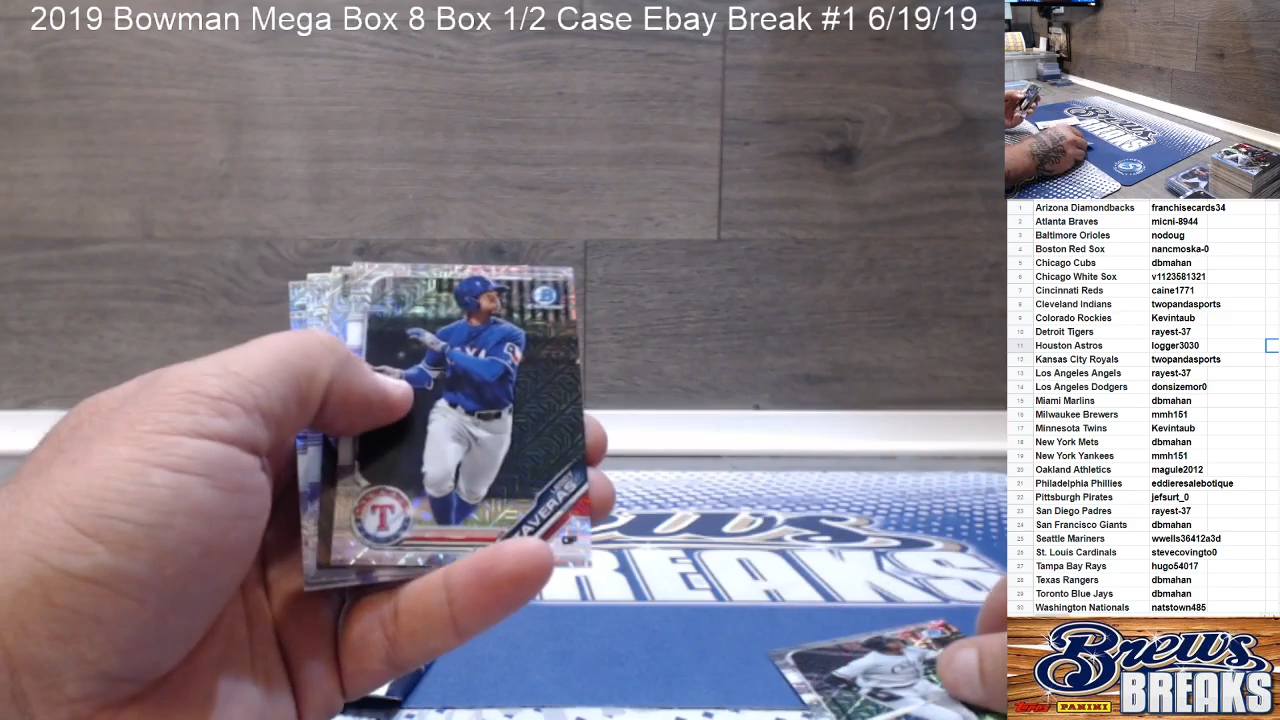 2019 Bowman Mega Box 8 Box 1/2 Case Ebay Break #1 6/19/19
1 Arizona Diamondbacks franchisecards34
2 Atlanta Braves micni-8944
3 Baltimore Orioles nodoug
4 Boston Red Sox nancmoska-0
5 Chicago Cubs dbmahan
6 Chicago White Sox v1123581321
7 Cincinnati Reds caine1771
8 Cleveland Indians twopandasports
9 Colorado Rockies Kevintaub
10 Detroit Tigers rayest-37
11 Houston Astros logger3030
12 Kansas City Royals twopandasports
13 Los Angeles Angels rayest-37
14 Los Angeles Dodgers donsizemor0
15 Miami Marlins dbmahan
16 Milwaukee Brewers mmh151
17 Minnesota Twins Kevintaub
18 New York Mets dbmahan
19 New York Yankees mmh151
20 Oakland Athletics magule2012
21 Philadelphia Phillies eddieresalebotique
22 Pittsburgh Pirates jefsurt_0
23 San Diego Padres rayest-37
24 San Francisco Giants dbmahan
25 Seattle Mariners wwells36412a3d
26 St. Louis Cardinals stevecovingto0
27 Tampa Bay Rays hugo54017
28 Texas Rangers dbmahan
29 Toronto Blue Jays dbmahan
30 Washington Nationals natstown485
Brews
BREAKS
Topps PANINI
T
TAVERAS
BREAKS
Brews
BREAKS